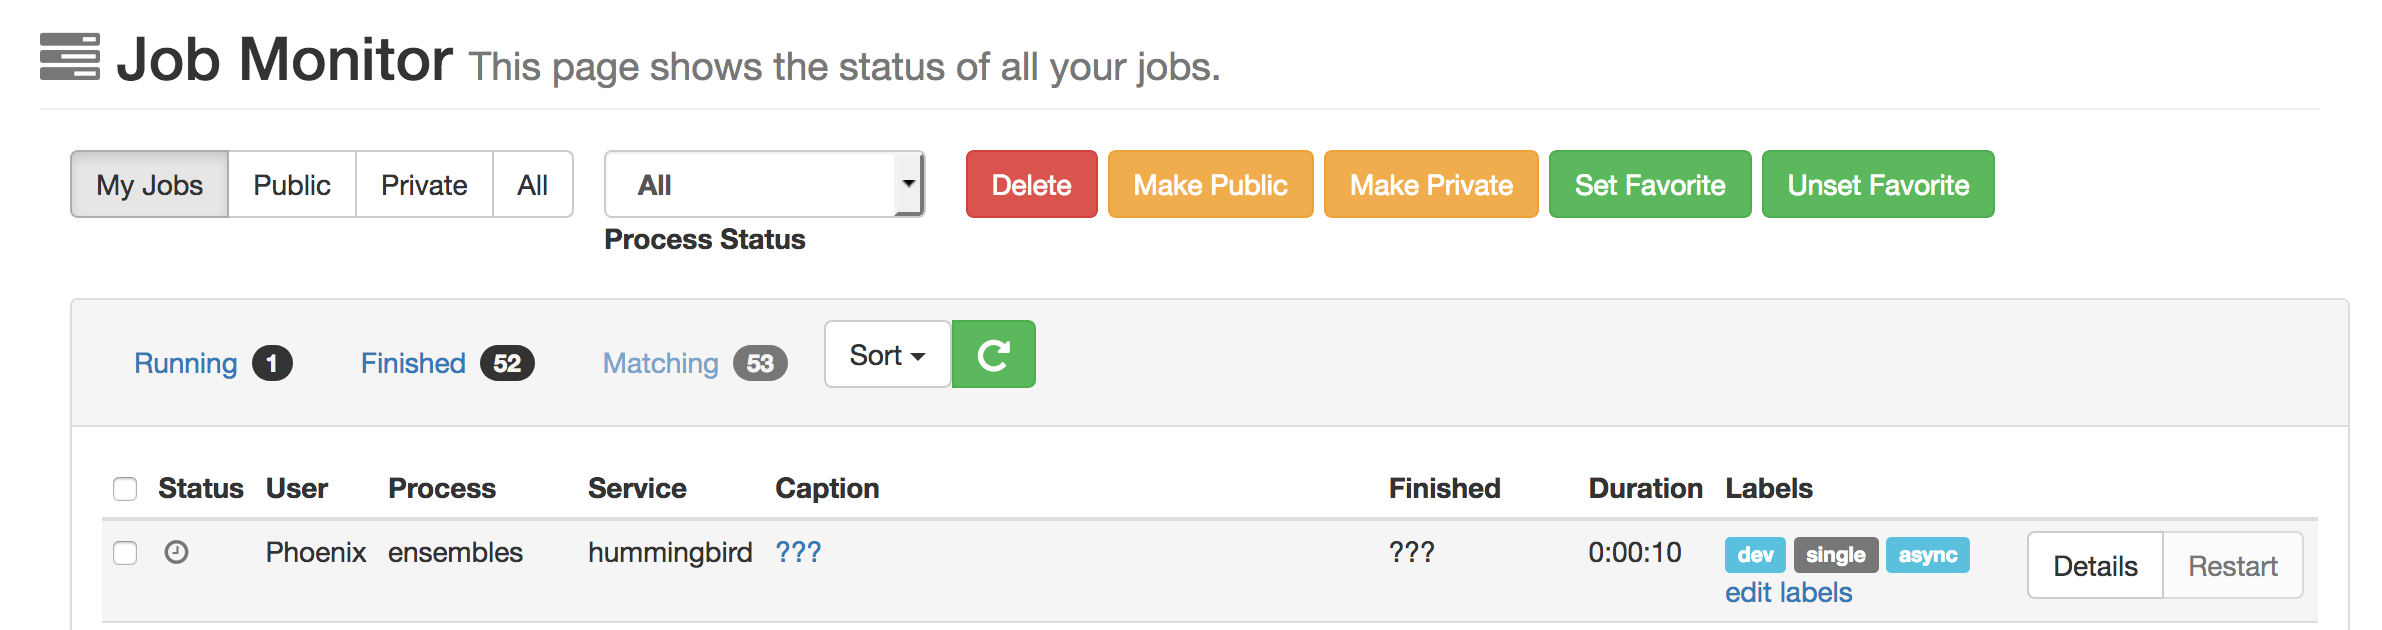 Job Monitor This page shows the status of all your jobs.
My Jobs Public Private All All Delete Make Public Make Private Set Favorite Unset Favorite
Process Status
Running 1 Finished 52 Matching 53 Sort
Status User Process Service Caption Finished Duration Labels
Phoenix ensembles hummingbird ??? ??? 0:00:10 dev single async Details Restart
edit labels